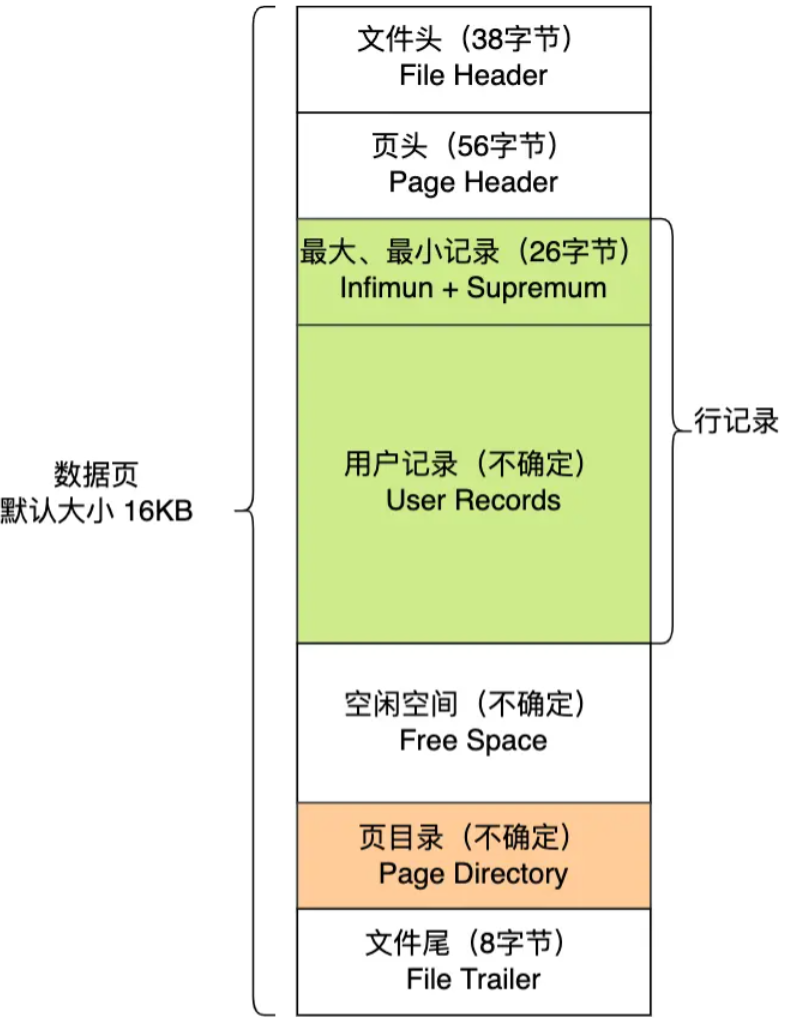 文件头（38字节）
File Header
页头（56字节）
Page Header
最大、最小记录（26字节）
Infimun + Supremum
用户记录（不确定）
User Records
行记录
数据页
默认大小 16KB
空闲空间（不确定）
Free Space
页目录（不确定）
Page Directory
文件尾（8字节）
File Trailer